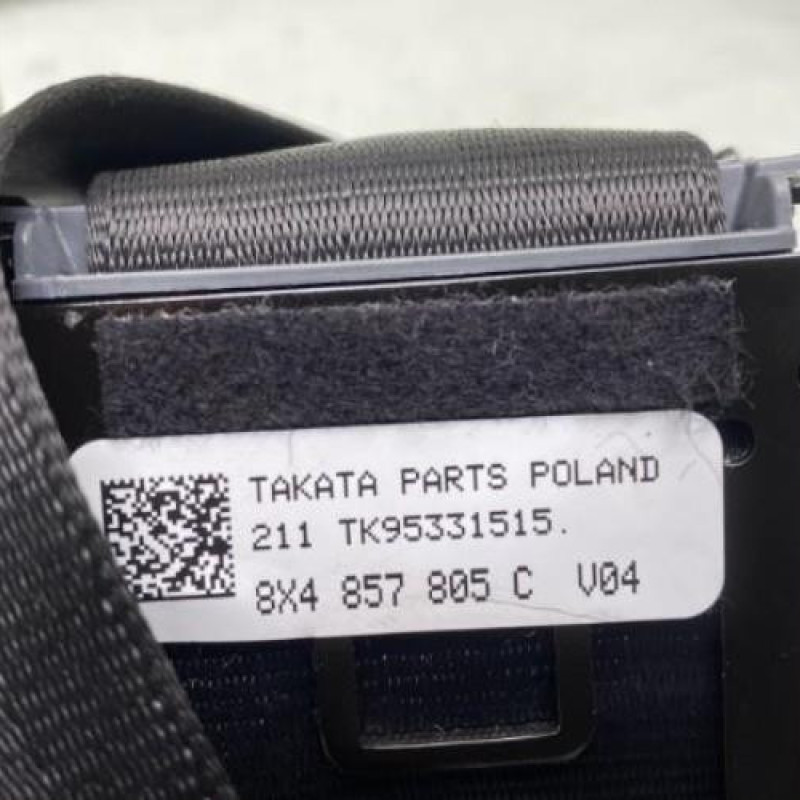 TAKATA PARTS POLAND
211 TK95331515.
8X4 857 805 C V04